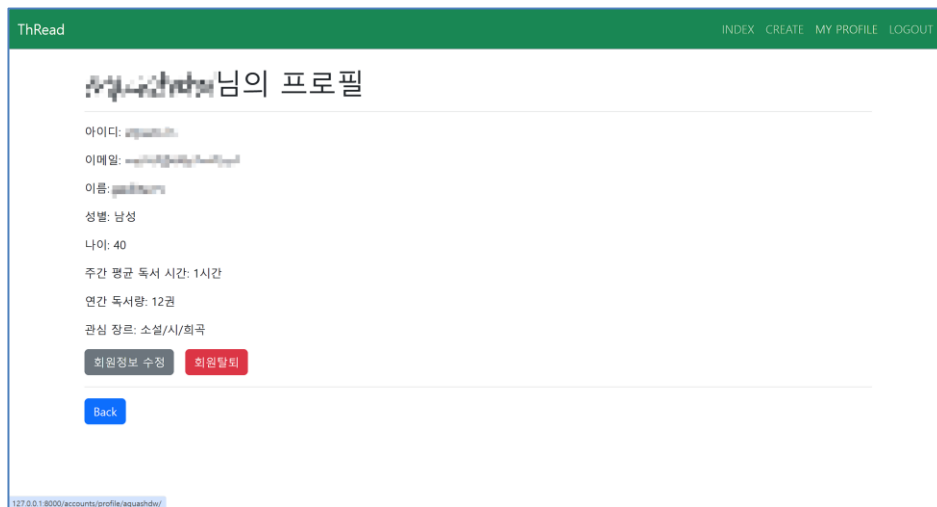 ThRead
INDEX CREATE MY PROFILE LOGOUT
님의 프로필
아이디:
이메일:
이름:
성별: 남성
나이: 40
주간 평균 독서 시간: 1시간
연간 독서량: 12권
관심 장르: 소설/시/희곡
회원정보 수정 회원탈퇴
Back
127.0.0.1:8000/accounts/profile/aquashdw/